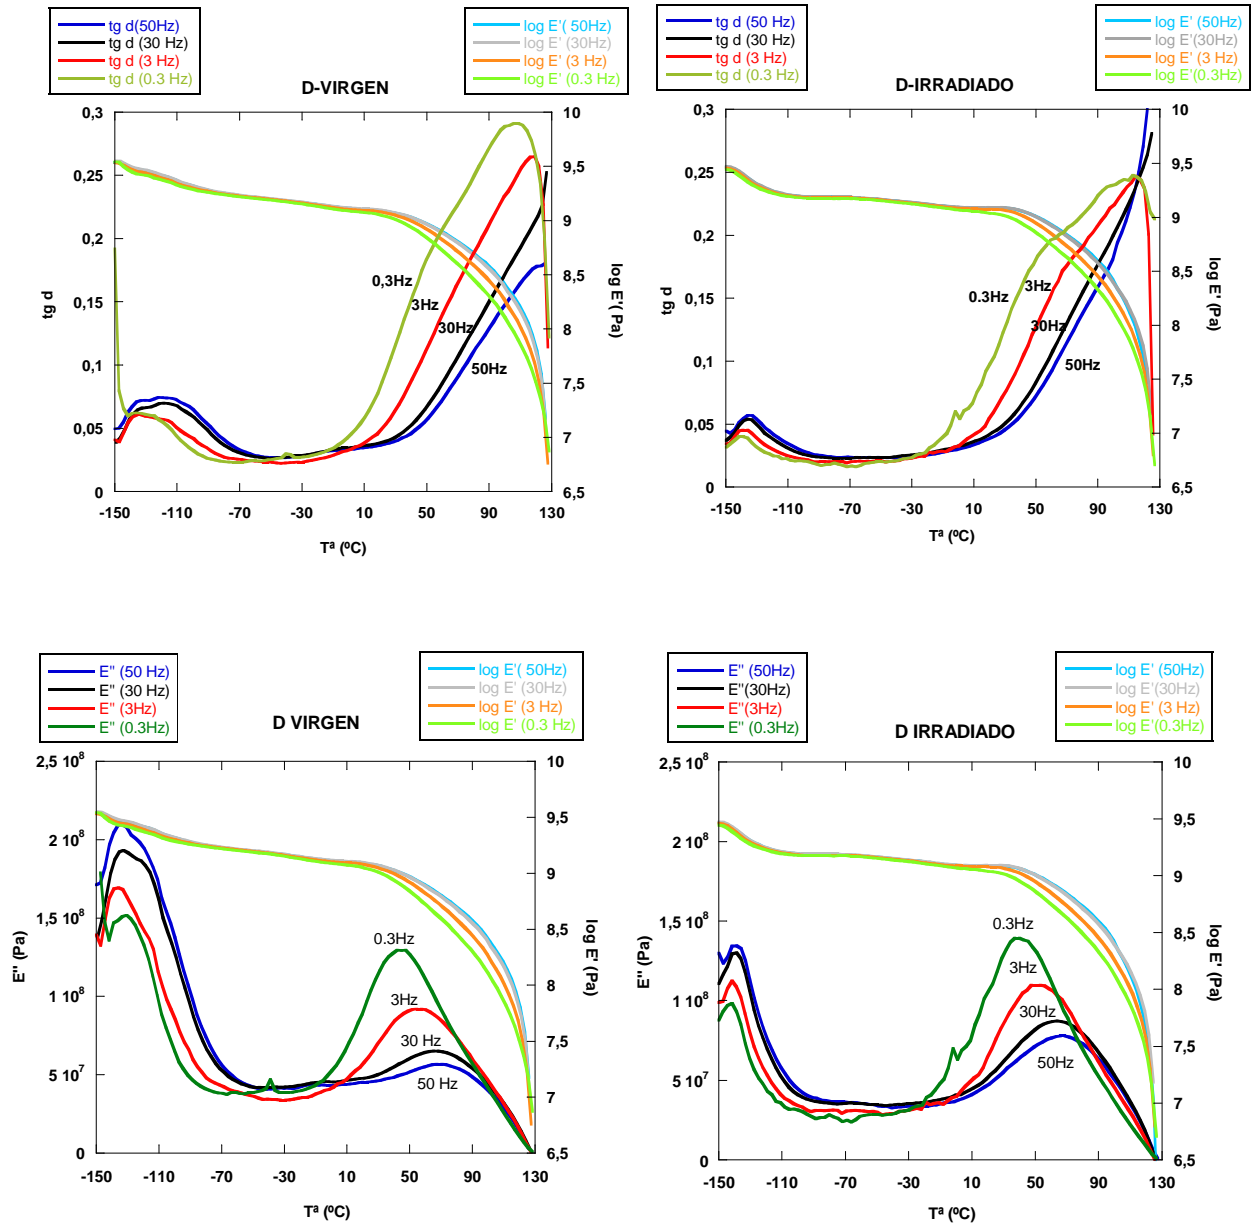 tg d(50Hz)
tg d (30 Hz)
tg d (3 Hz)
tg d (0.3 Hz)
log E'( 50Hz)
log E' (30Hz)
log E' (3 Hz)
log E' (0.3 Hz)
D-VIRGEN
0,3
0,25
0,2
0,15
0,1
0,05
0
tg d
10
9,5
9
8,5
8
7,5
7
6,5
log E'( Pa)
0,3Hz
3Hz
30Hz
50Hz
-150 -110 -70 -30 10 50 90 130
Tª (ºC)
tg d (50 Hz)
tg d (30 Hz)
tg d (3 Hz)
tg d (0.3 Hz)
log E' (50Hz)
log E'(30Hz)
log E' (3 Hz)
log E'(0.3Hz)
D-IRRADIADO
0,3
0,25
0,2
0,15
0,1
0,05
0
tg d
10
9,5
9
8,5
8
7,5
7
6,5
log E' (Pa)
0.3Hz
3Hz
30Hz
50Hz
-150 -110 -70 -30 10 50 90 130
Tª (ºC)
E" (50 Hz)
E" (30 Hz)
E" (3Hz)
E" (0.3Hz)
log E'( 50Hz)
log E' (30Hz)
log E' (3 Hz)
log E' (0.3 Hz)
D VIRGEN
2,5 10⁸
2 10⁸
1,5 10⁸
1 10⁸
5 10⁷
0
E" (Pa)
10
9,5
9
8,5
8
7,5
7
6,5
log E' (Pa)
0.3Hz
3Hz
30 Hz
50 Hz
-150 -110 -70 -30 10 50 90 130
Tª (ºC)
E" (50Hz)
E"(30Hz)
E"(3Hz)
E" (0.3Hz)
log E' (50Hz)
log E'(30Hz)
log E' (3 Hz)
log E'(0.3Hz)
D IRRADIADO
2,5 10⁸
2 10⁸
1,5 10⁸
1 10⁸
5 10⁷
0
E" (Pa)
10
9,5
9
8,5
8
7,5
7
6,5
log E' (Pa)
0.3Hz
3Hz
30Hz
50Hz
-150 -110 -70 -30 10 50 90 130
Tª (ºC)